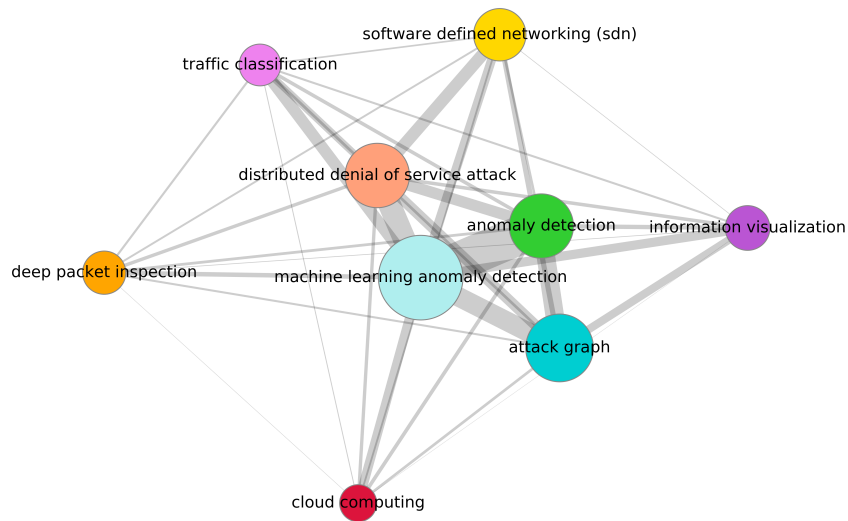 software defined networking (sdn)
traffic classification
distributed denial of service attack
anomaly detection
information visualization
deep packet inspection
machine learning anomaly detection
attack graph
cloud computing